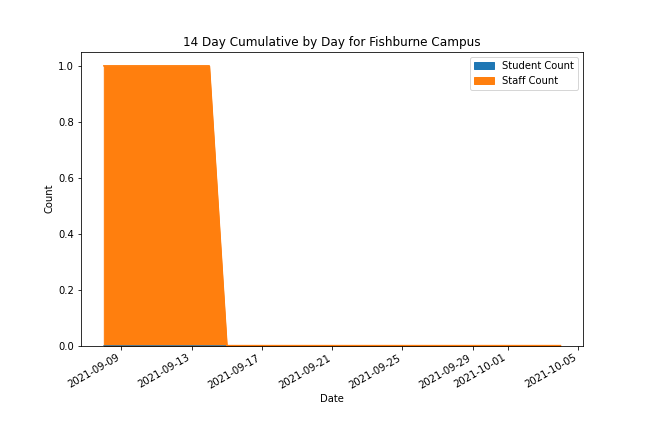 14 Day Cumulative by Day for Fishburne Campus
Student Count
Staff Count
Count
1.0
0.8
0.6
0.4
0.2
0.0
2021-09-09
2021-09-13
2021-09-17
2021-09-21
2021-09-25
2021-09-29
2021-10-01
2021-10-05
Date